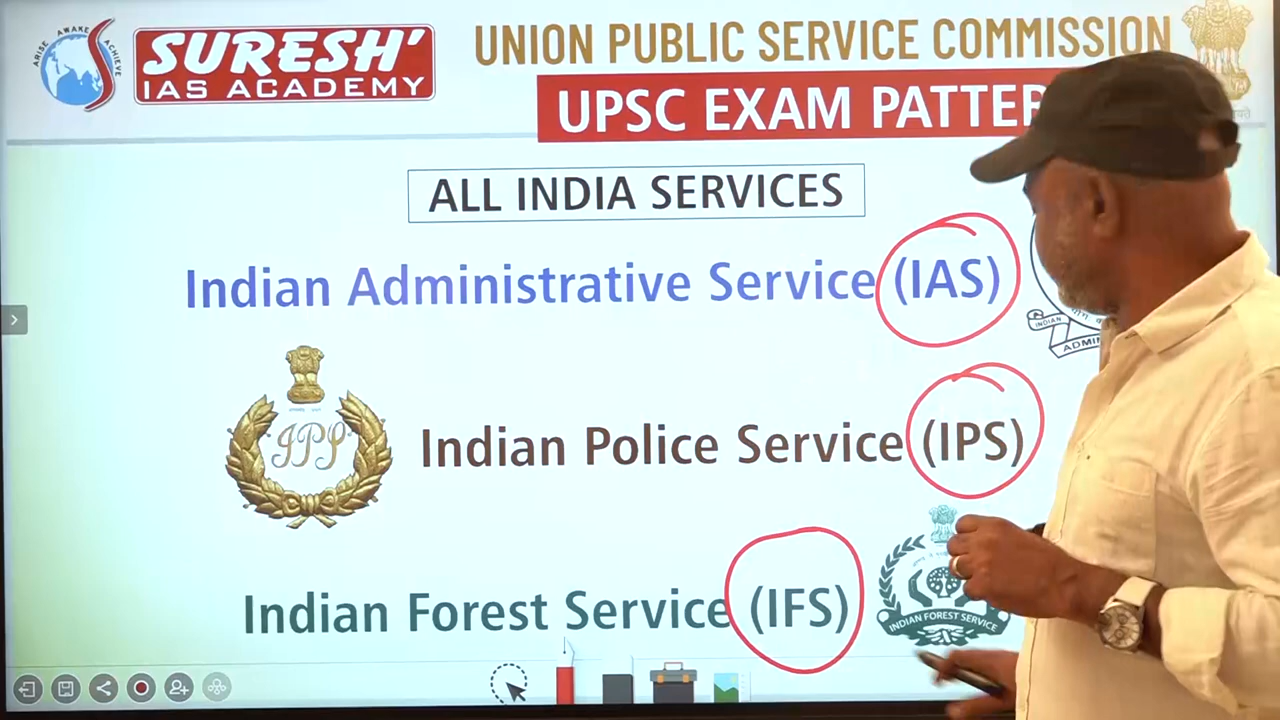 ARISE AWAKE ACHIEVE
SURESH'
IAS ACADEMY
UNION PUBLIC SERVICE COMMISSION
UPSC EXAM
ALL INDIA SERVICES
Indian Administrative Service (IAS)
INDIAN
IPS
Indian Police Service (IPS)
Indian Forest Service (IFS)
INDIAN FOREST SERVICE